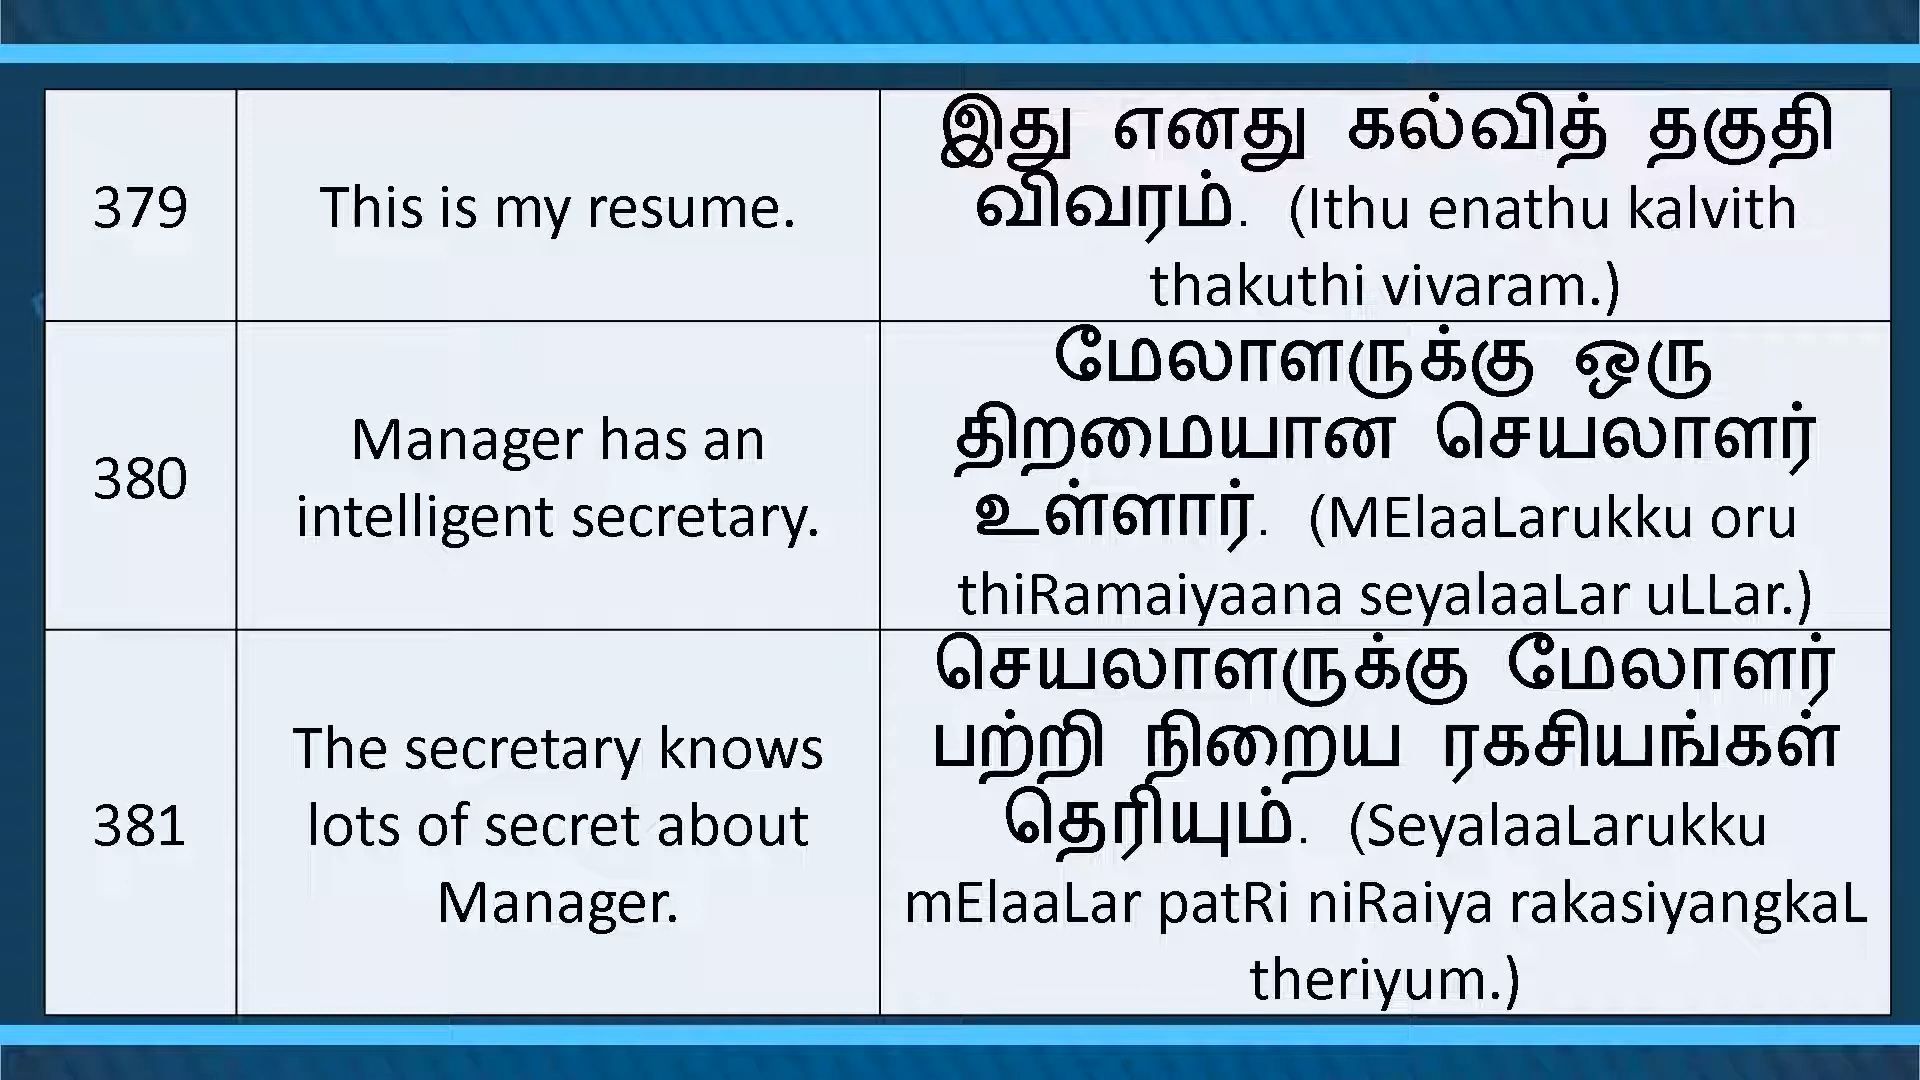 379
This is my resume.
இது எனது கல்வித் தகுதி
விவரம். (Ithu enathu kalvith
thakuthi vivaram.)
380
Manager has an
intelligent secretary.
மேலாளருக்கு ஒரு
திறமையான செயலாளர்
உள்ளார். (MElaaLarukku oru
thiRamaiyaana seyalaaLar uLLar.)
381
The secretary knows
lots of secret about
Manager.
செயலாளருக்கு மேலாளர்
பற்றி நிறைய ரகசியங்கள்
தெரியும். (SeyalaaLarukku
mElaaLar patRi niRaiya rakasiyangkaL
theriyum.)